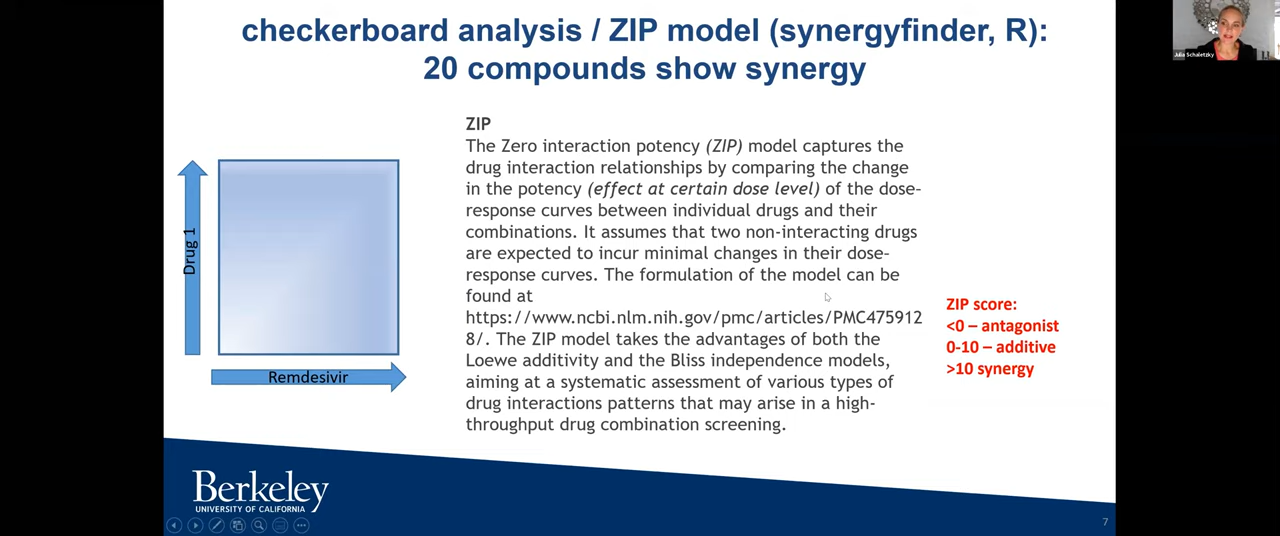 checkerboard analysis / ZIP model (synergyfinder, R):
20 compounds show synergy
Julia Schaletzky
ZIP
The Zero interaction potency (ZIP) model captures the
drug interaction relationships by comparing the change
in the potency (effect at certain dose level) of the dose-
response curves between individual drugs and their
combinations. It assumes that two non-interacting drugs
are expected to incur minimal changes in their dose-
response curves. The formulation of the model can be
found at
https://www.ncbi.nlm.nih.gov/pmc/articles/PMC475912
8/. The ZIP model takes the advantages of both the
Loewe additivity and the Bliss independence models,
aiming at a systematic assessment of various types of
drug interactions patterns that may arise in a high-
throughput drug combination screening.
Drug 1
Remdesivir
ZIP score:
<0 – antagonist
0-10 – additive
>10 synergy
Berkeley
UNIVERSITY OF CALIFORNIA
7